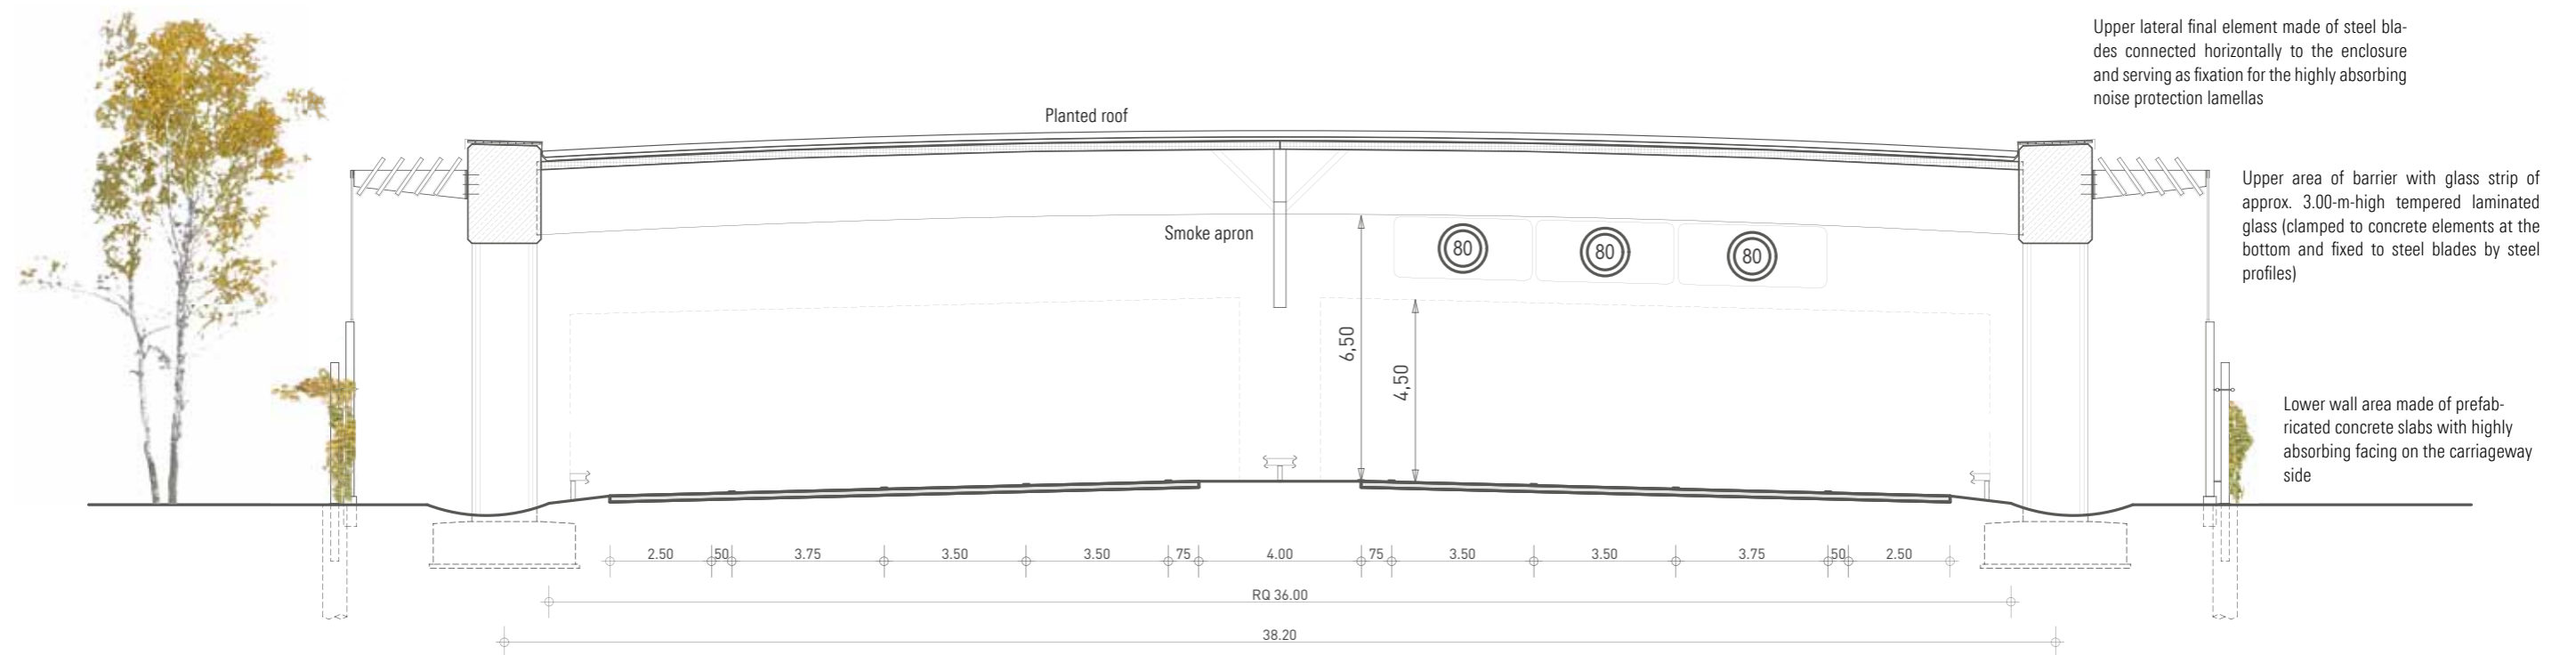 Upper lateral final element made of steel bla-
des connected horizontally to the enclosure
and serving as fixation for the highly absorbing
noise protection lamellas
Planted roof
Upper area of barrier with glass strip of
approx. 3.00-m-high tempered laminated
glass (clamped to concrete elements at the
bottom and fixed to steel blades by steel
profiles)
Smoke apron
80
80
80
6,50
4,50
Lower wall area made of prefab-
ricated concrete slabs with highly
absorbing facing on the carriageway
side
2.50 50 3.75 3.50 3.50 75 4.00 75 3.50 3.50 3.75 50 2.50
RQ 36.00
38.20